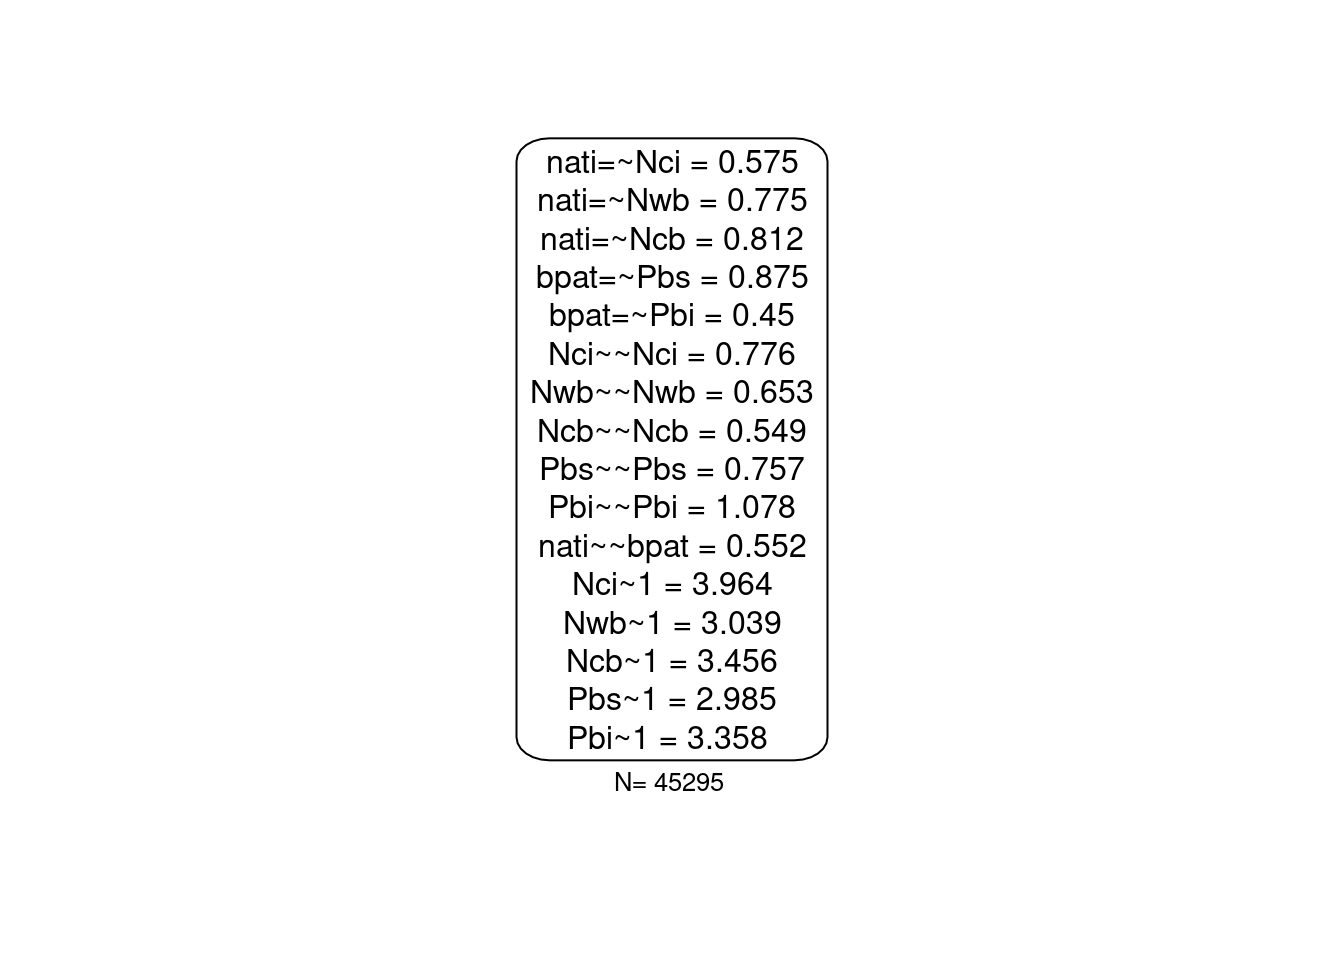 nati=~Nci = 0.575
nati=~Nwb = 0.775
nati=~Ncb = 0.812
bpat=~Pbs = 0.875
bpat=~Pbi = 0.45
Nci~~Nci = 0.776
Nwb~~Nwb = 0.653
Ncb~~Ncb = 0.549
Pbs~~Pbs = 0.757
Pbi~~Pbi = 1.078
nati~~bpat = 0.552
Nci~1 = 3.964
Nwb~1 = 3.039
Ncb~1 = 3.456
Pbs~1 = 2.985
Pbi~1 = 3.358
N= 45295